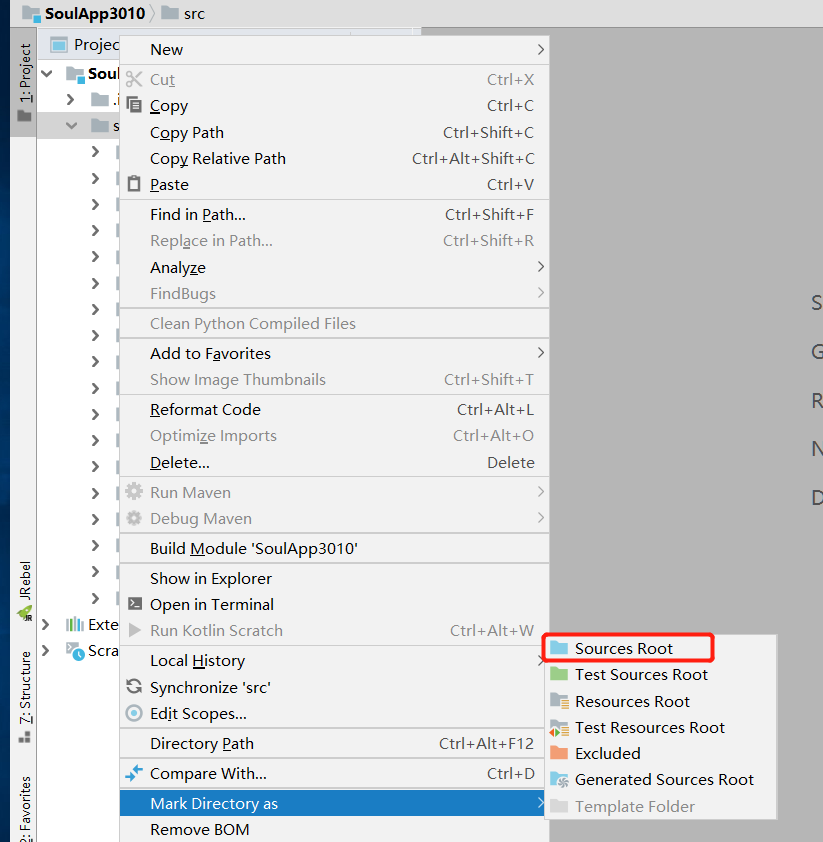 SoulApp3010 src
1: Project
Projec
New
Soul
Cut Ctrl+X
.i
Copy Ctrl+C
s
Copy Path Ctrl+Shift+C
Copy Relative Path Ctrl+Alt+Shift+C
Paste Ctrl+V
Find in Path... Ctrl+Shift+F
Replace in Path... Ctrl+Shift+R
Analyze
FindBugs
S
Clean Python Compiled Files
G
Add to Favorites
Show Image Thumbnails Ctrl+Shift+T
R
Reformat Code Ctrl+Alt+L
Optimize Imports Ctrl+Alt+O
N
Delete... Delete
Run Maven
D
Debug Maven
Build Module 'SoulApp3010'
JRebel
Show in Explorer
Open in Terminal
Exte
Run Kotlin Scratch Ctrl+Alt+W
Scra
Local History
Synchronize 'src'
Z: Structure
Edit Scopes...
Directory Path Ctrl+Alt+F12
Compare With... Ctrl+D
2: Favorites
Mark Directory as
Remove BOM
Sources Root
Test Sources Root
Resources Root
Test Resources Root
Excluded
Generated Sources Root
Template Folder